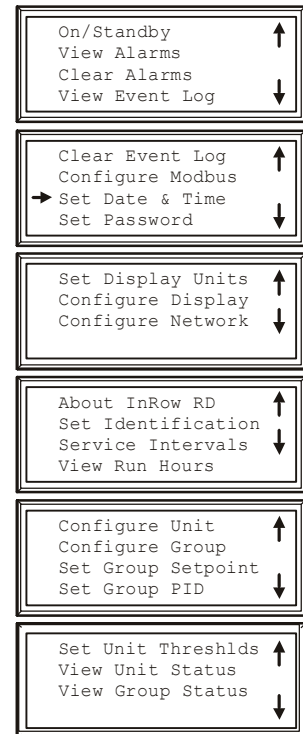 On/Standby
View Alarms
Clear Alarms
View Event Log
Clear Event Log
Configure Modbus
Set Date & Time
Set Password
Set Display Units
Configure Display
Configure Network
About InRow RD
Set Identification
Service Intervals
View Run Hours
Configure Unit
Configure Group
Set Group Setpoint
Set Group PID
Set Unit Threshlds
View Unit Status
View Group Status